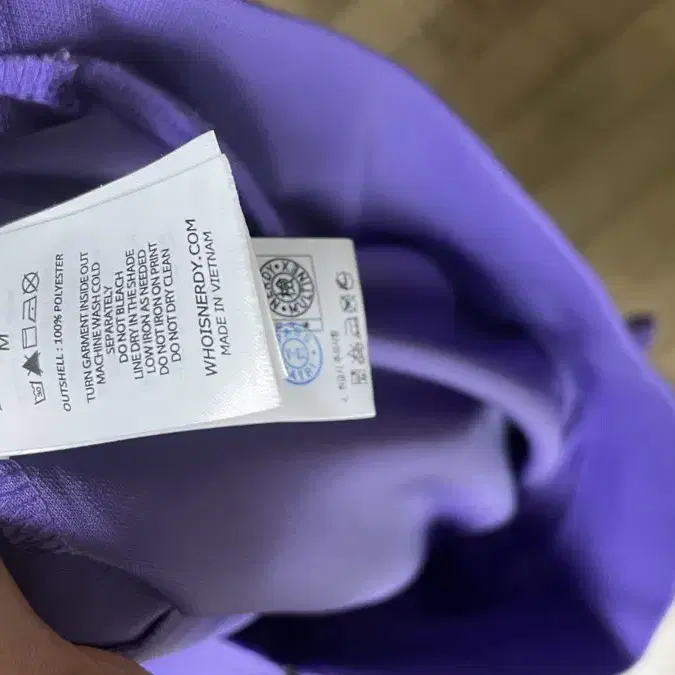 M
30
OUTSHELL : 100% POLYESTER
TURN GARMENT INSIDE OUT
MACHINE WASH COLD
SEPARATELY
DO NOT BLEACH
LINE DRY IN THE SHADE
LOW IRON AS NEEDED
DO NOT IRON ON PRINT
DO NOT DRY CLEAN
WHOISNERDY.COM
MADE IN VIETNAM